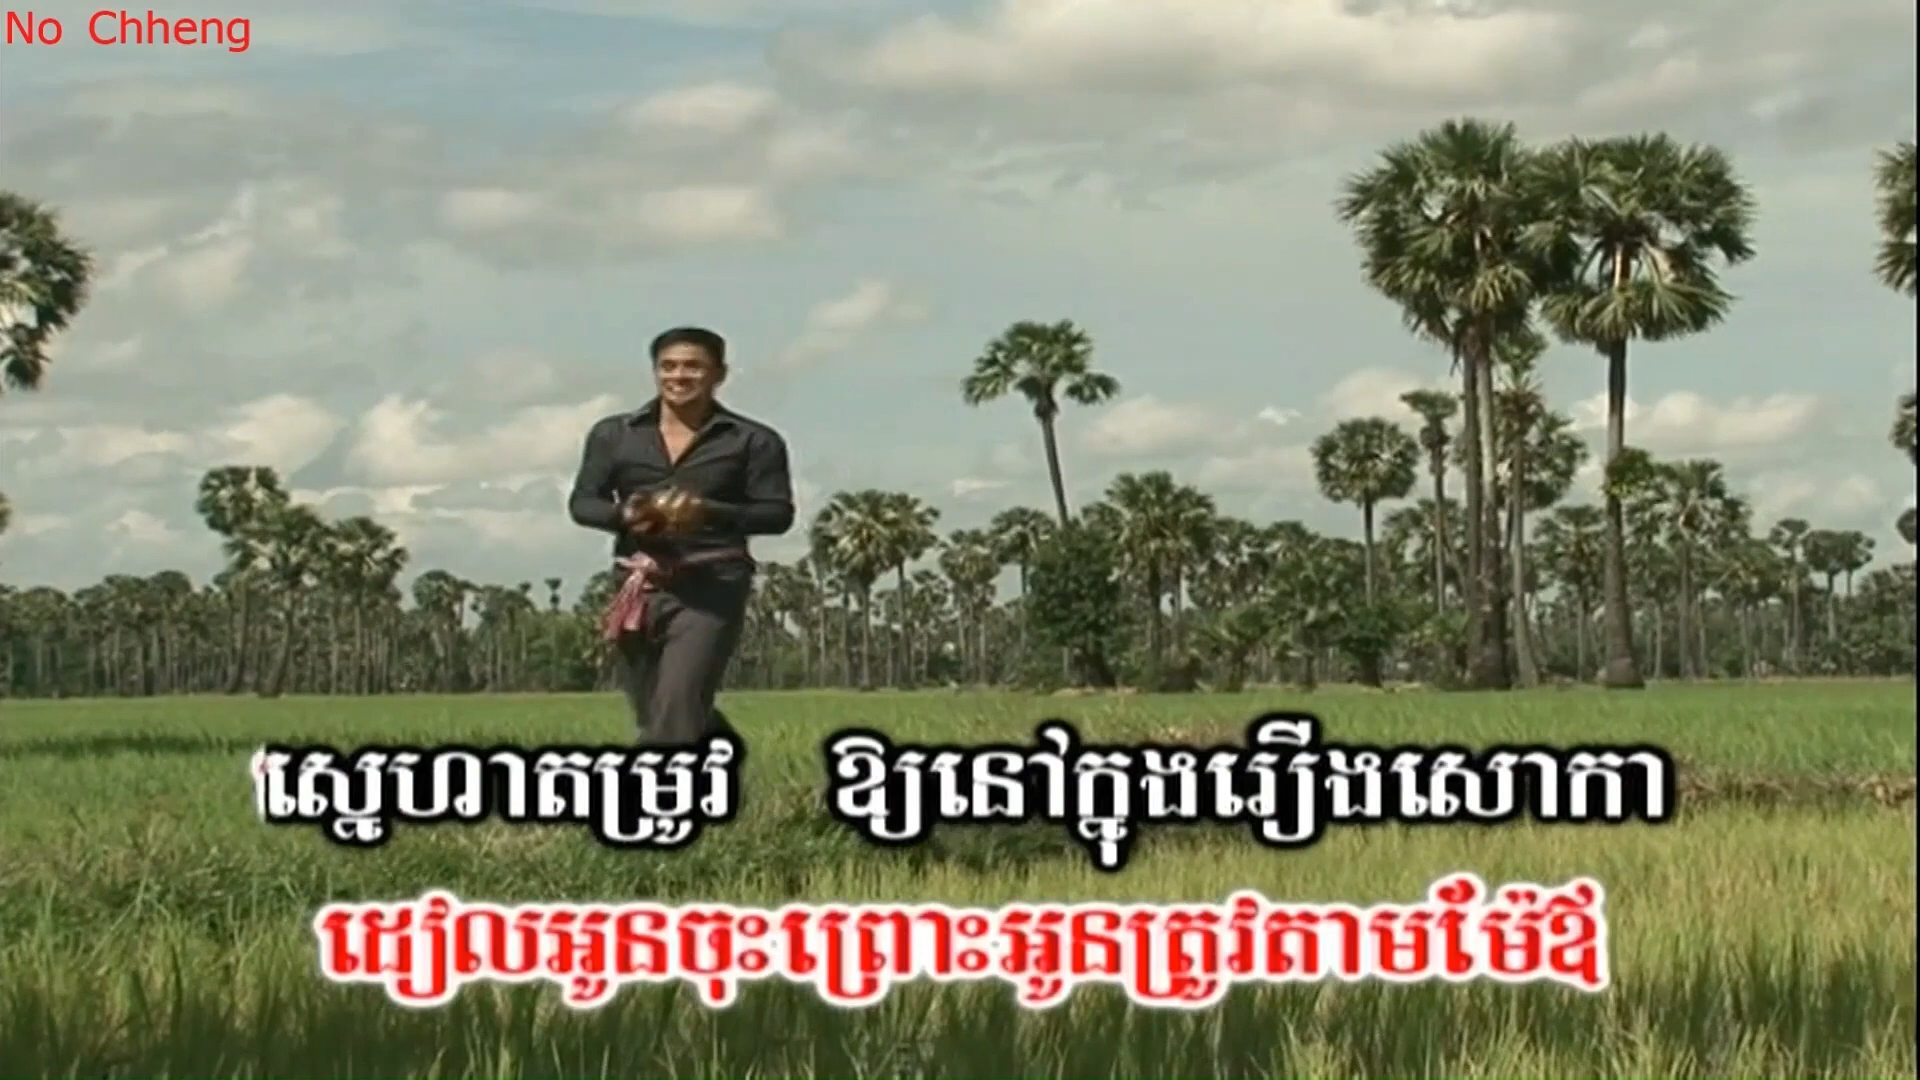 No Chheng
ស្នេហាតម្រូវ ឱ្យនៅក្នុងរឿងសោកា
ដៀលអូនចុះព្រោះអូនត្រូវតាមម៉ែឪ